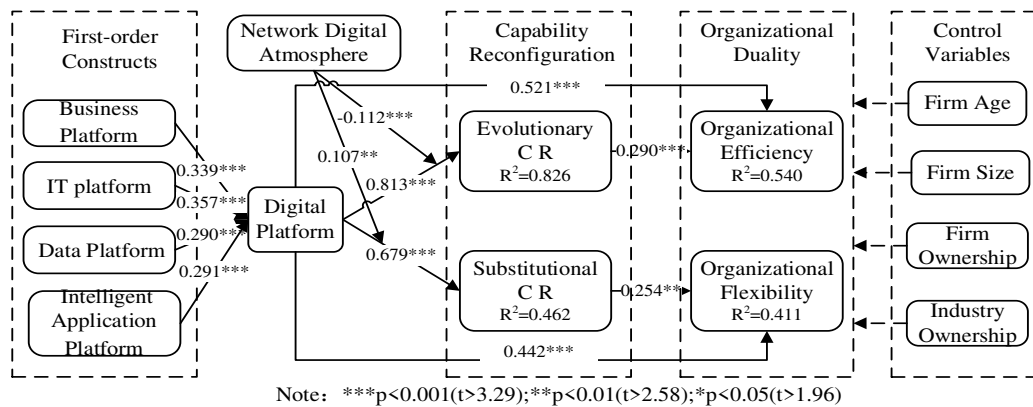 First-order
Constructs
Business
Platform
IT platform
Data Platform
Intelligent
Application
Platform
0.339***
0.357***
0.290***
0.291***
Network Digital
Atmosphere
Digital
Platform
-0.112***
0.107**
0.813***
0.679***
0.521***
0.442***
Capability
Reconfiguration
Evolutionary
C R
R²=0.826
Substitutional
C R
R²=0.462
0.290***
0.254**
Organizational
Duality
Organizational
Efficiency
R²=0.540
Organizational
Flexibility
R²=0.411
Control
Variables
Firm Age
Firm Size
Firm
Ownership
Industry
Ownership
Note: ***p<0.001(t>3.29);**p<0.01(t>2.58);*p<0.05(t>1.96)